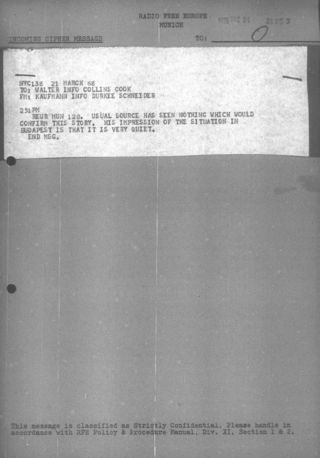 RADIO FREE EUROPE
MUNICH
INCOMING CIPHER MESSAGE TO:
NYC138 21 MARCH 66
TO: WALTER INFO COLLINS COOK
FM: KAUFMANN INFO DURKEE SCHNEIDER
231PM
REUR MUN 120. USUAL SOURCE HAS SEEN NOTHING WHICH WOULD
CONFIRM THIS STORY. HIS IMPRESSION OF THE SITUATION IN
BUDAPEST IS THAT IT IS VERY QUIET.
END MSG.
This message is classified as Strictly Confidential. Please handle in
accordance with RFE Policy & Procedure Manual, Div. XI, Section 1 & 2.